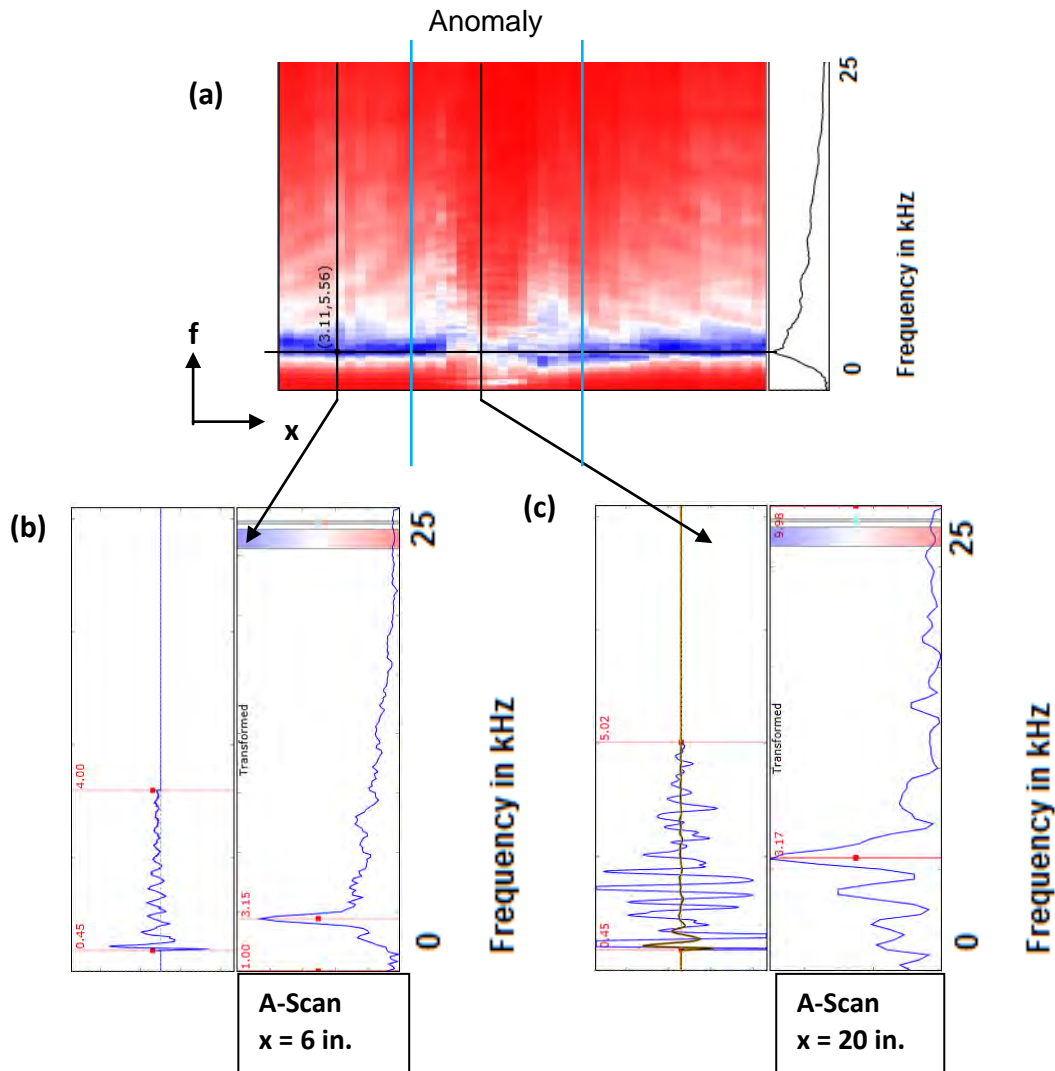 Anomaly
(a)
25
Frequency in kHz
0
(3.11,5.56)
f
x
(b)
4.00
0.45
Transformed
3.15
1.00
25
Frequency in kHz
0
A-Scan
x = 6 in.
(c)
5.02
0.45
9.98
Transformed
3.17
25
Frequency in kHz
0
A-Scan
x = 20 in.